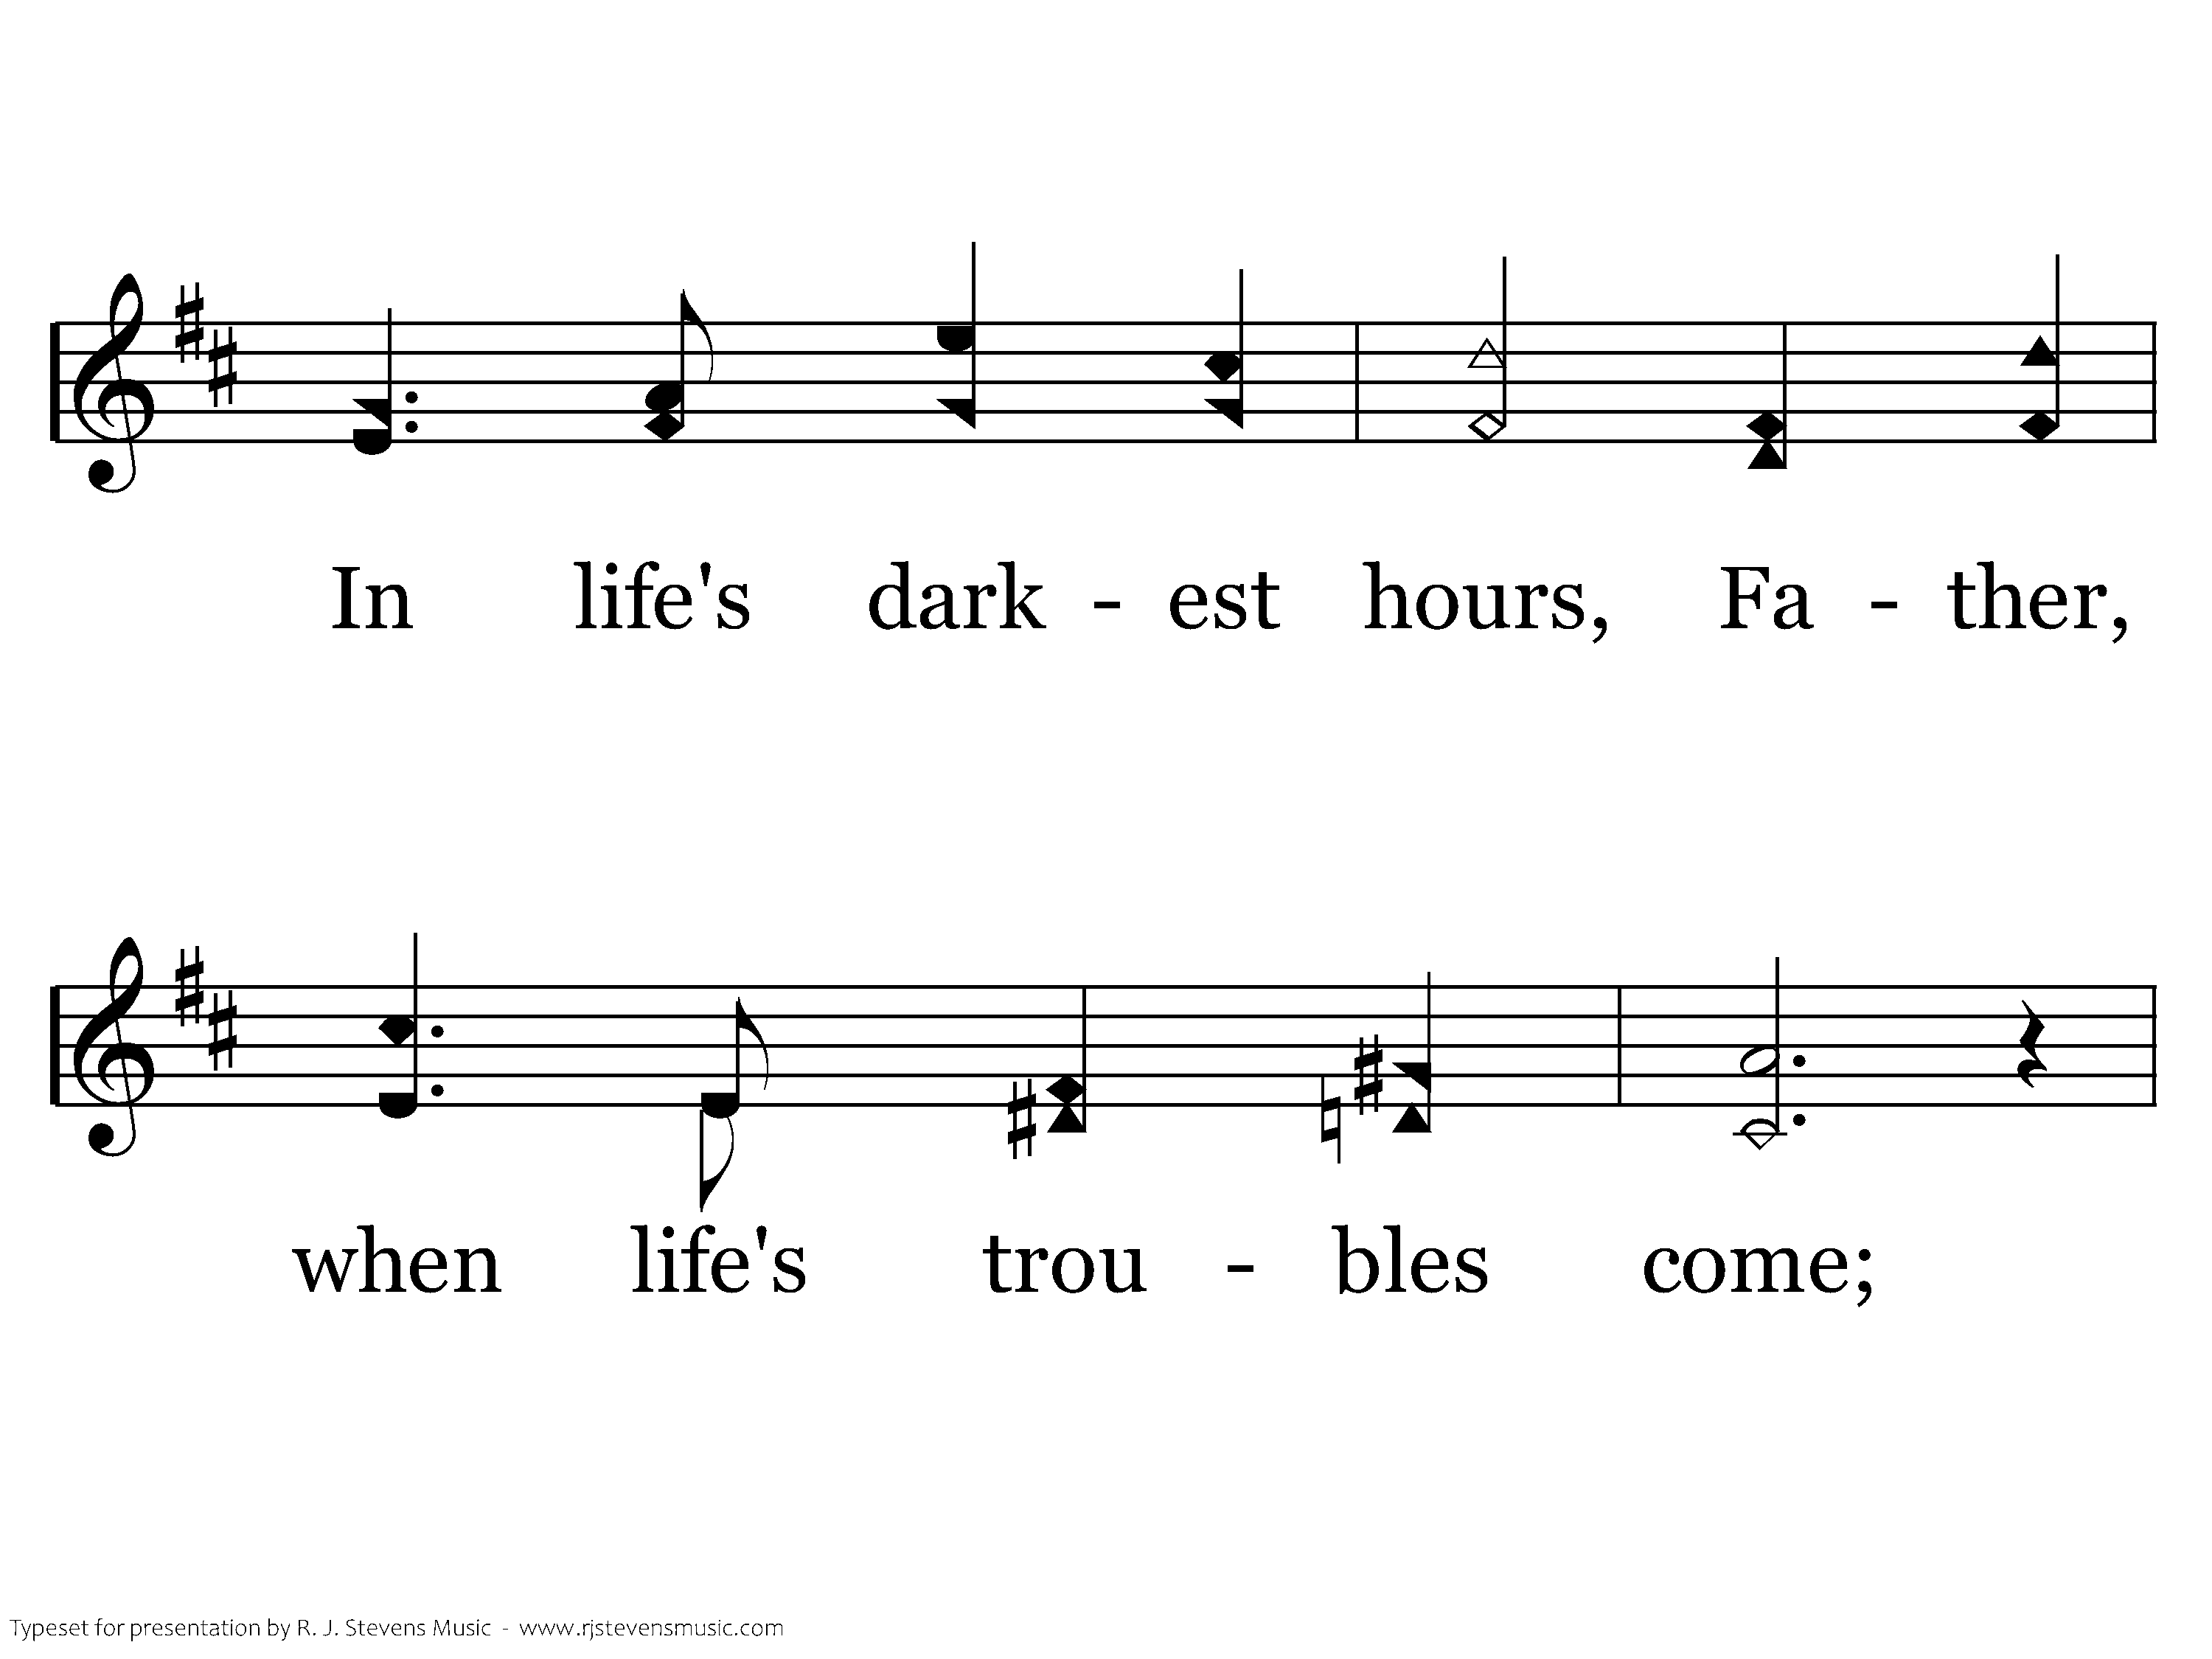 In life's dark - est hours, Fa - ther,
when life's trou - bles come;
Typeset for presentation by R. J. Stevens Music - www.rjstevensmusic.com